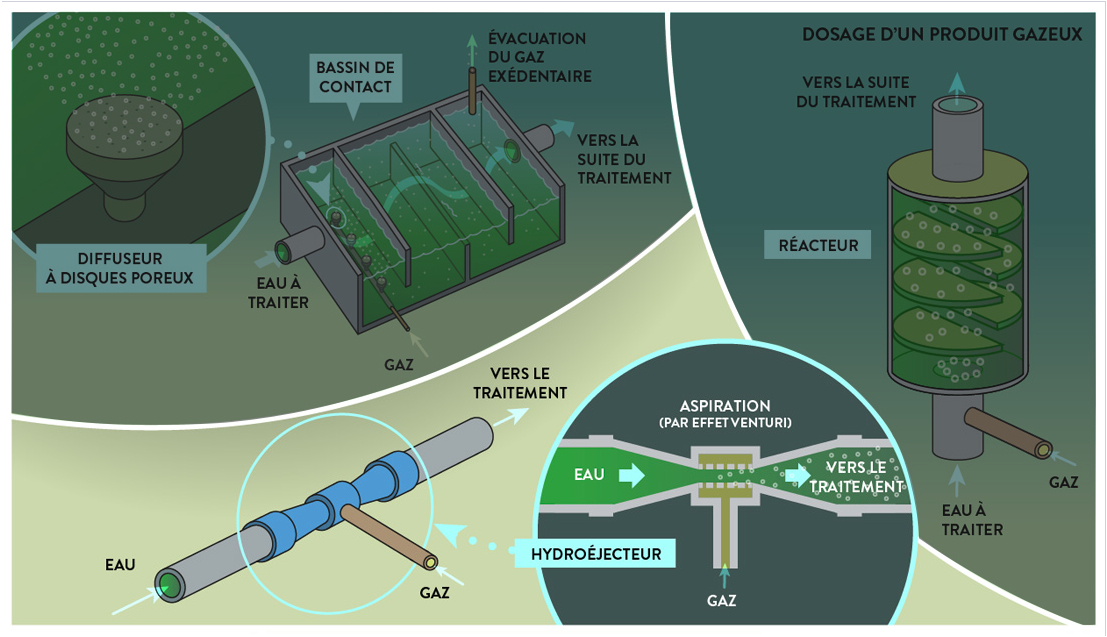 DOSAGE D'UN PRODUIT GAZEUX
ÉVACUATION
DU GAZ
EXÉDENTAIRE
BASSIN DE
CONTACT
VERS LA
SUITE DU
TRAITEMENT
DIFFUSEUR
À DISQUES POREUX
EAU À
TRAITER
GAZ
VERS LA SUITE
DU TRAITEMENT
RÉACTEUR
GAZ
EAU À
TRAITER
VERS LE
TRAITEMENT
EAU
GAZ
HYDROÉJECTEUR
ASPIRATION
(PAR EFFET VENTURI)
EAU
VERS LE
TRAITEMENT
GAZ